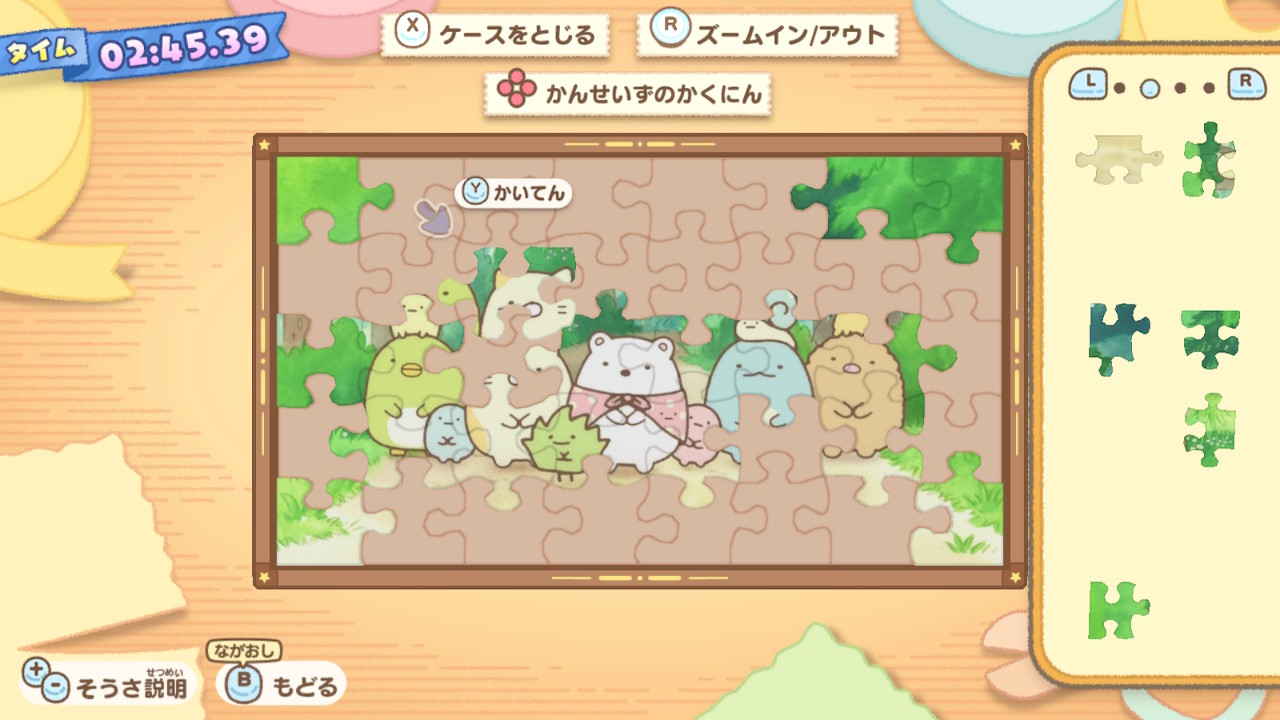 タイム 02:45.39
X ケースをとじる
R ズームイン/アウト
かんせいずのかくにん
L R
Y かいてん
ながおし
+ - そうさ説明
せつめい
B もどる